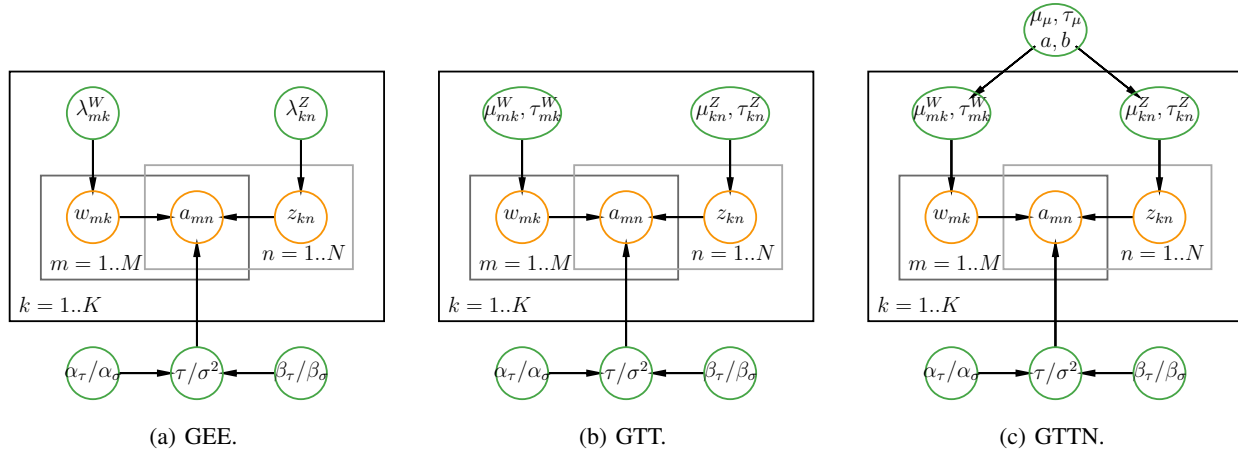 μ_μ, τ_μ
a, b
λ^W_{mk}
λ^Z_{kn}
w_{mk}
a_{mn}
z_{kn}
m = 1..M
n = 1..N
k = 1..K
α_τ/α_σ
τ/σ²
β_τ/β_σ
(a) GEE.
μ^W_{mk}, τ^W_{mk}
μ^Z_{kn}, τ^Z_{kn}
w_{mk}
a_{mn}
z_{kn}
m = 1..M
n = 1..N
k = 1..K
α_τ/α_σ
τ/σ²
β_τ/β_σ
(b) GTT.
μ^W_{mk}, τ^W_{mk}
μ^Z_{kn}, τ^Z_{kn}
w_{mk}
a_{mn}
z_{kn}
m = 1..M
n = 1..N
k = 1..K
α_τ/α_σ
τ/σ²
β_τ/β_σ
(c) GTTN.